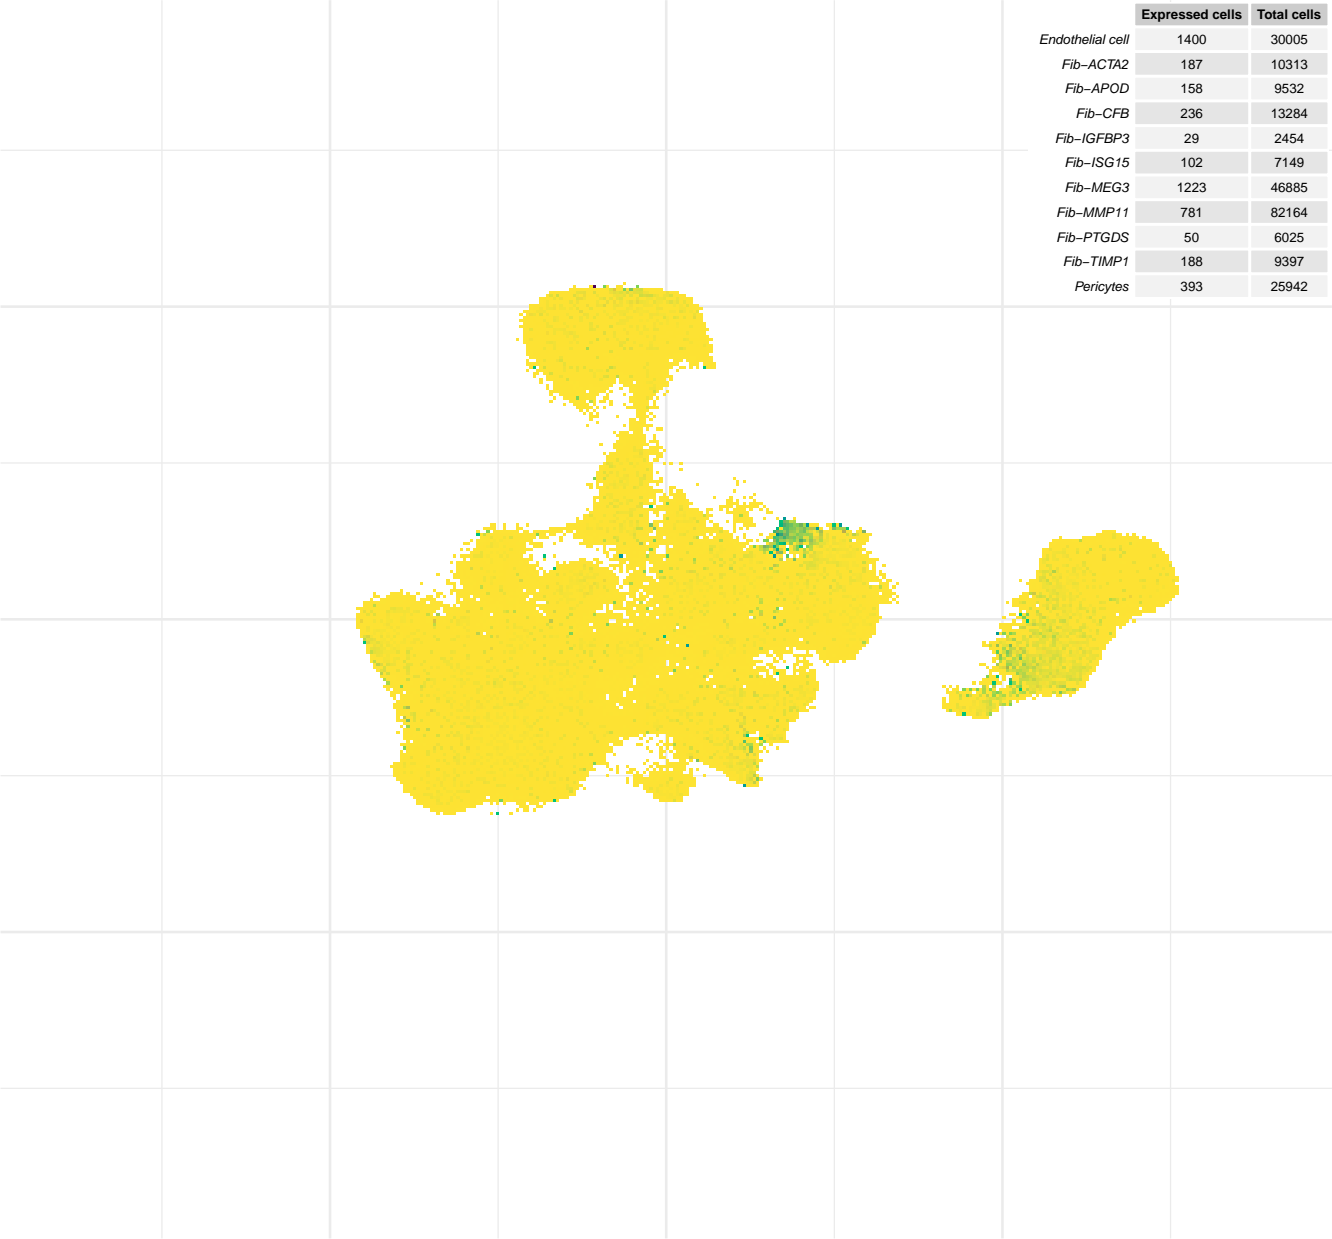 Expressed cells Total cells
Endothelial cell 1400 30005
Fib−ACTA2 187 10313
Fib−APOD 158 9532
Fib−CFB 236 13284
Fib−IGFBP3 29 2454
Fib−ISG15 102 7149
Fib−MEG3 1223 46885
Fib−MMP11 781 82164
Fib−PTGDS 50 6025
Fib−TIMP1 188 9397
Pericytes 393 25942